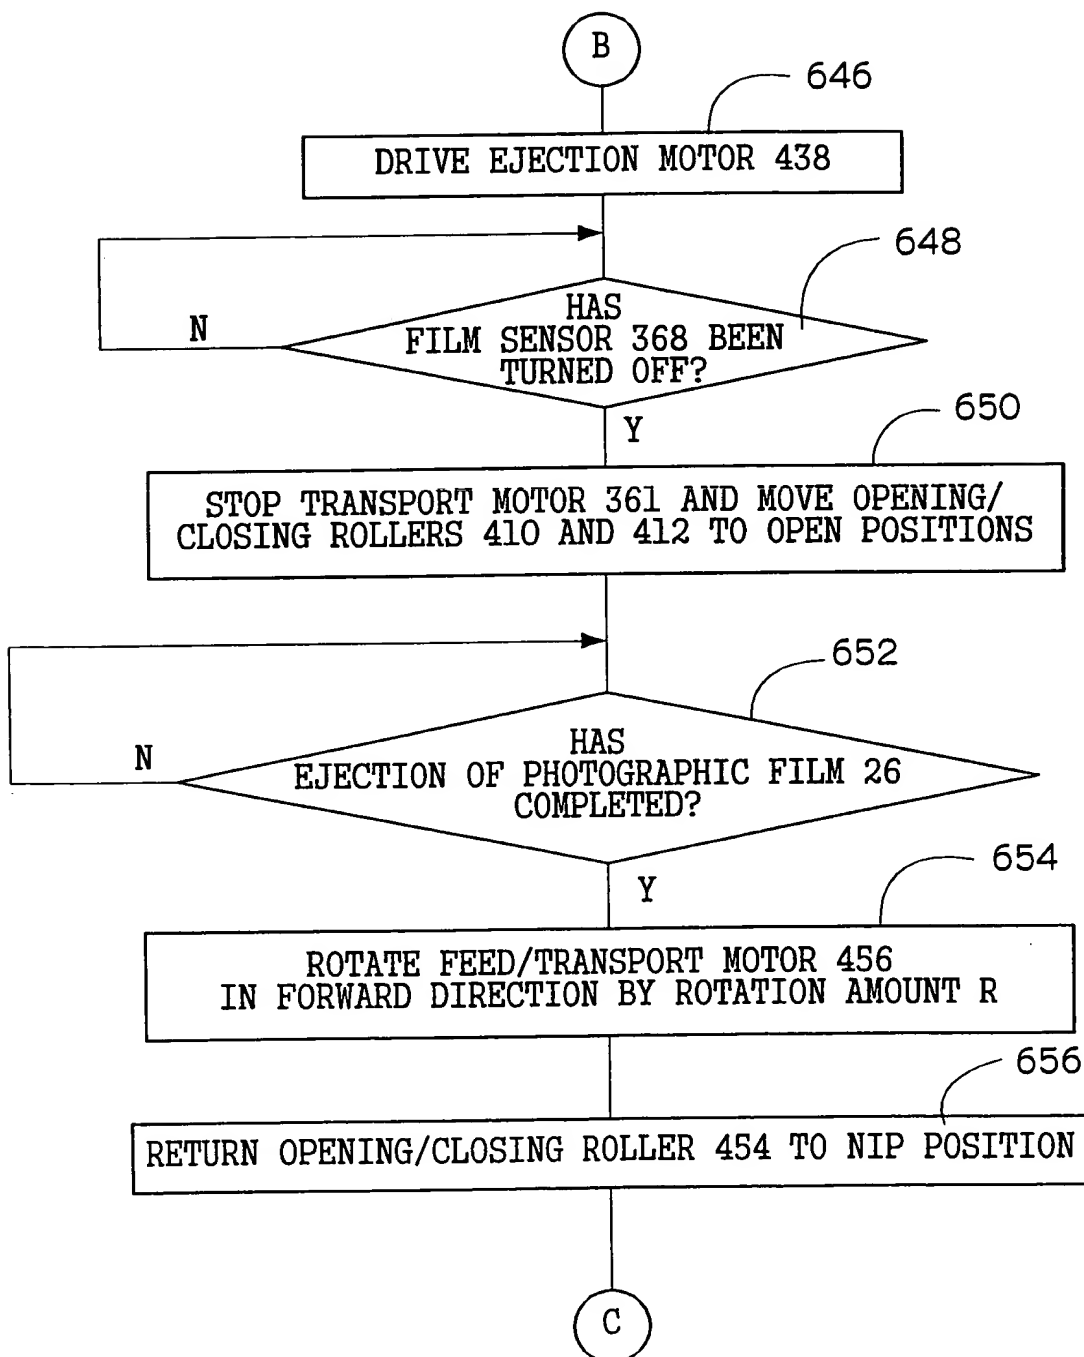 B
646
DRIVE EJECTION MOTOR 438
648
HAS
FILM SENSOR 368 BEEN
TURNED OFF?
N
Y
650
STOP TRANSPORT MOTOR 361 AND MOVE OPENING/
CLOSING ROLLERS 410 AND 412 TO OPEN POSITIONS
652
HAS
EJECTION OF PHOTOGRAPHIC FILM 26
COMPLETED?
N
Y
654
ROTATE FEED/TRANSPORT MOTOR 456
IN FORWARD DIRECTION BY ROTATION AMOUNT R
656
RETURN OPENING/CLOSING ROLLER 454 TO NIP POSITION
C